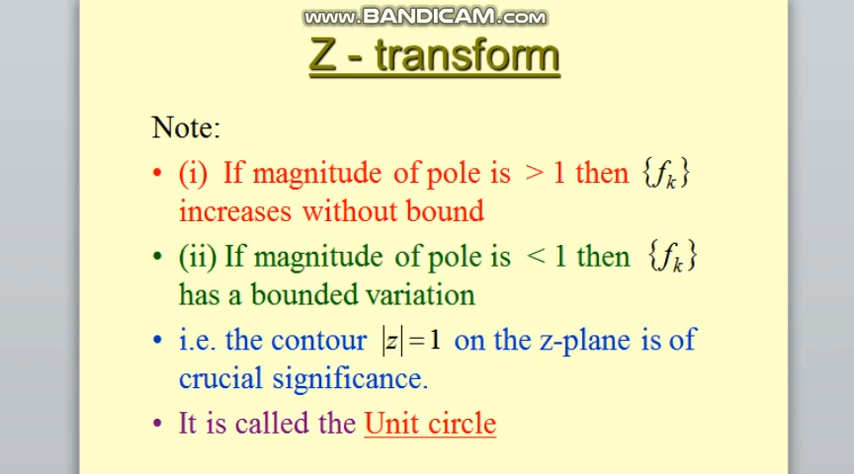 www.BANDICAM.com
Z - transform
Note:
• (i) If magnitude of pole is > 1 then {fₖ}
increases without bound
• (ii) If magnitude of pole is < 1 then {fₖ}
has a bounded variation
• i.e. the contour |z| = 1 on the z-plane is of
crucial significance.
• It is called the Unit circle